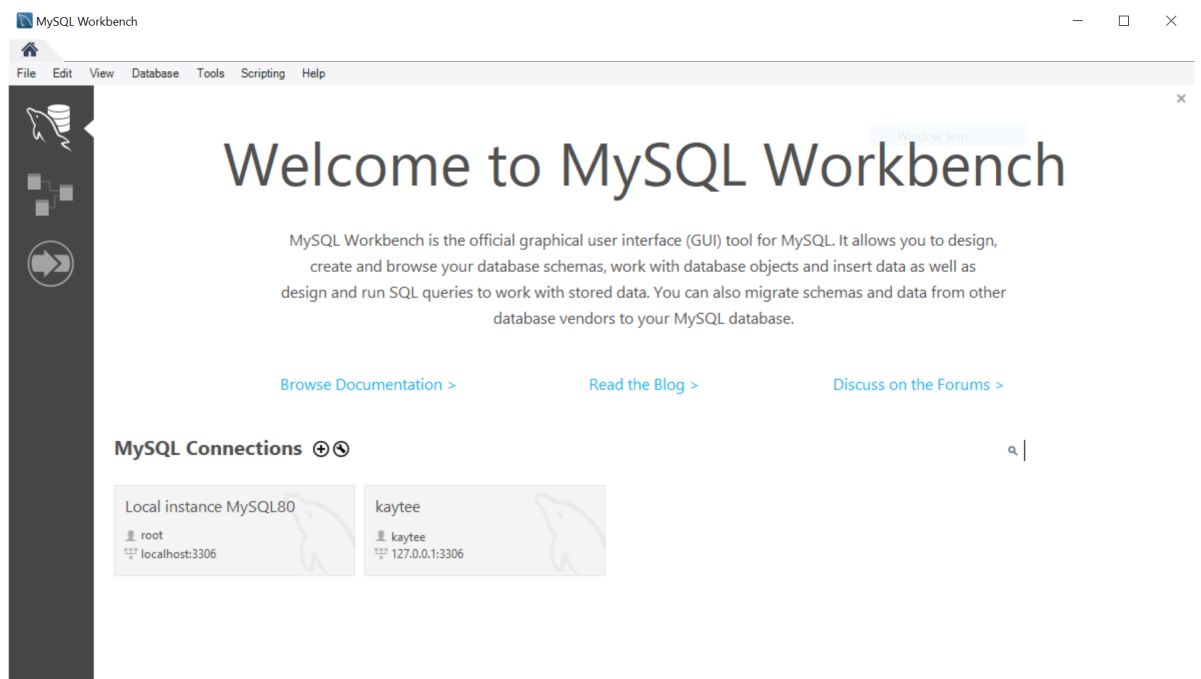 MySQL Workbench
File Edit View Database Tools Scripting Help
Window Snip
Welcome to MySQL Workbench
MySQL Workbench is the official graphical user interface (GUI) tool for MySQL. It allows you to design,
create and browse your database schemas, work with database objects and insert data as well as
design and run SQL queries to work with stored data. You can also migrate schemas and data from other
database vendors to your MySQL database.
Browse Documentation > Read the Blog > Discuss on the Forums >
MySQL Connections
Local instance MySQL80
root
localhost:3306
kaytee
kaytee
127.0.0.1:3306